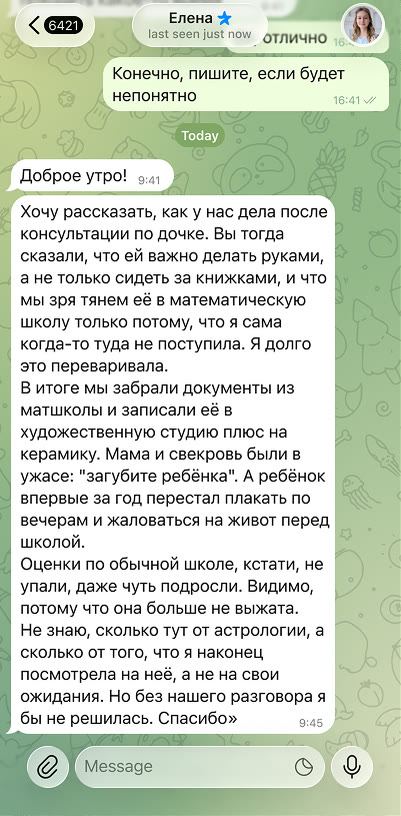 6421
Елена
last seen just now
отлично
Конечно, пишите, если будет
непонятно
16:41
Today
Доброе утро!
9:41
Хочу рассказать, как у нас дела после
консультации по дочке. Вы тогда
сказали, что ей важно делать руками,
а не только сидеть за книжками, и что
мы зря тянем её в математическую
школу только потому, что я сама
когда-то туда не поступила. Я долго
это переваривала.
В итоге мы забрали документы из
матшколы и записали её в
художественную студию плюс на
керамику. Мама и свекровь были в
ужасе: "загубите ребёнка". А ребёнок
впервые за год перестал плакать по
вечерам и жаловаться на живот перед
школой.
Оценки по обычной школе, кстати, не
упали, даже чуть подросли. Видимо,
потому что она больше не выжата.
Не знаю, сколько тут от астрологии, а
сколько от того, что я наконец
посмотрела на неё, а не на свои
ожидания. Но без нашего разговора я
бы не решилась. Спасибо»
9:45
Message